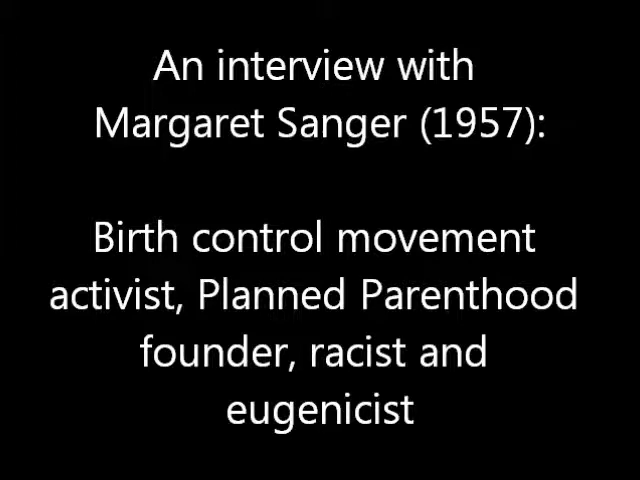 An interview with
Margaret Sanger (1957):
Birth control movement
activist, Planned Parenthood
founder, racist and
eugenicist